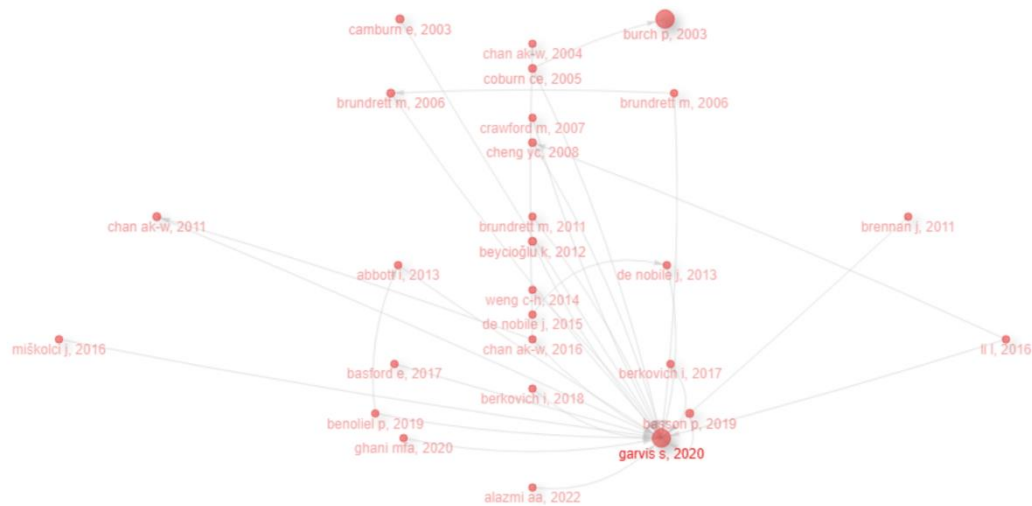 camburn e, 2003
burch p, 2003
chan ak-w, 2004
coburn ce, 2005
brundrett m, 2006
brundrett m, 2006
crawford m, 2007
cheng yc, 2008
chan ak-w, 2011
brundrett m, 2011
brennan j, 2011
beycioğlu k, 2012
abbott i, 2013
de nobile j, 2013
weng c-h, 2014
de nobile j, 2015
miškolci j, 2016
chan ak-w, 2016
li l, 2016
basford e, 2017
berkovich i, 2017
berkovich i, 2018
benoliel p, 2019
basson p, 2019
ghani mfa, 2020
garvis s, 2020
alazmi aa, 2022